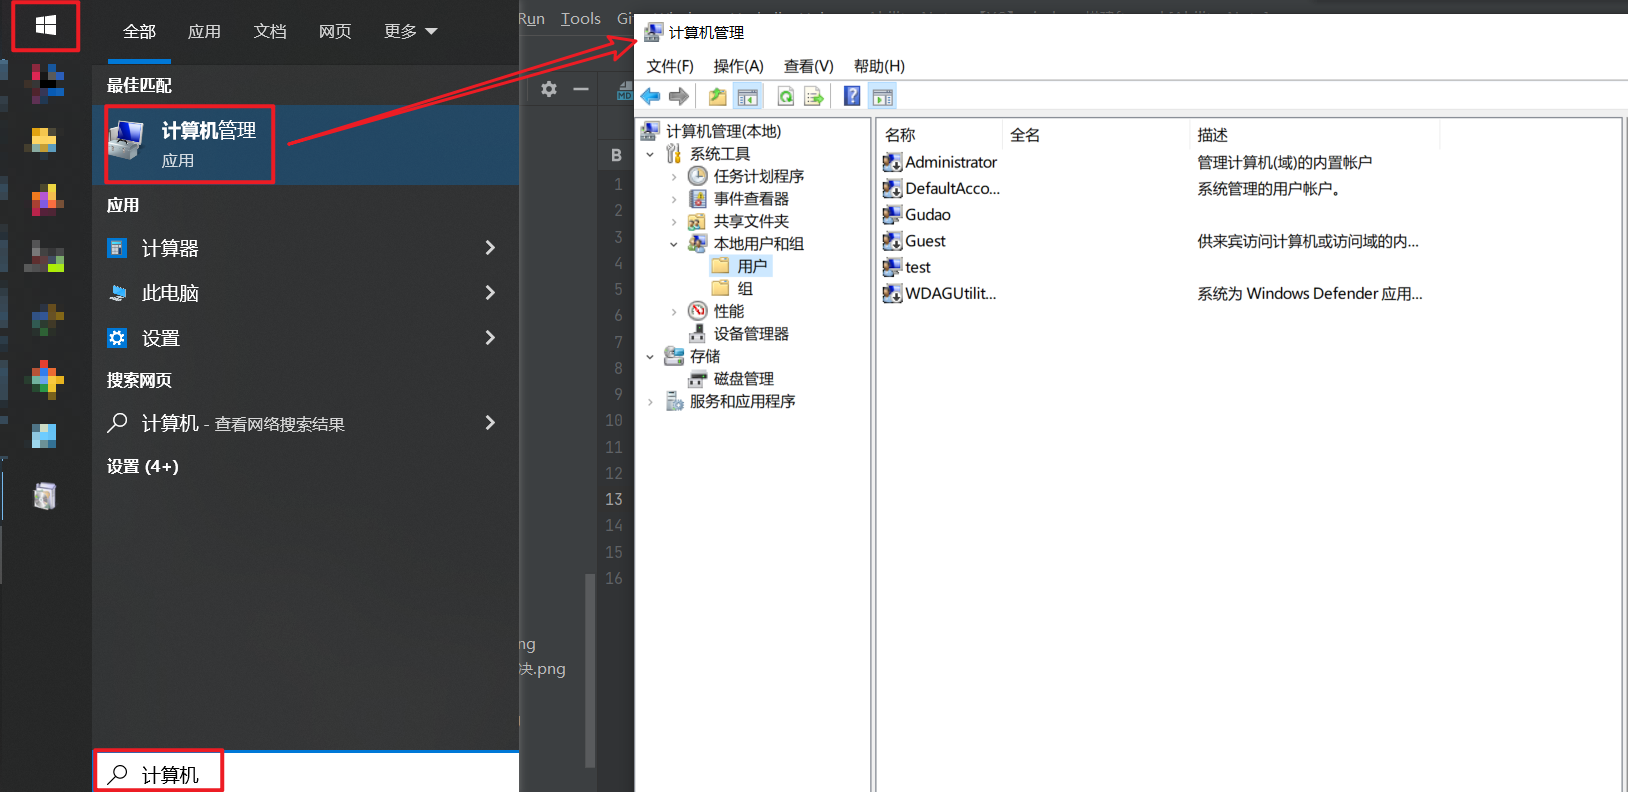 全部 应用 文档 网页 更多
最佳匹配
计算机管理
应用
应用
计算器
此电脑
设置
搜索网页
计算机 - 查看网络搜索结果
设置 (4+)
计算机
Run Tools
B
1
2
3
4
5
6
7
8
9
10
11
12
13
14
15
16
决.png
计算机管理
文件(F) 操作(A) 查看(V) 帮助(H)
计算机管理(本地)
系统工具
任务计划程序
事件查看器
共享文件夹
本地用户和组
用户
组
性能
设备管理器
存储
磁盘管理
服务和应用程序
名称 全名 描述
Administrator 管理计算机(域)的内置帐户
DefaultAcco... 系统管理的用户帐户。
Gudao
Guest 供来宾访问计算机或访问域的内...
test
WDAGUtilit... 系统为 Windows Defender 应用...